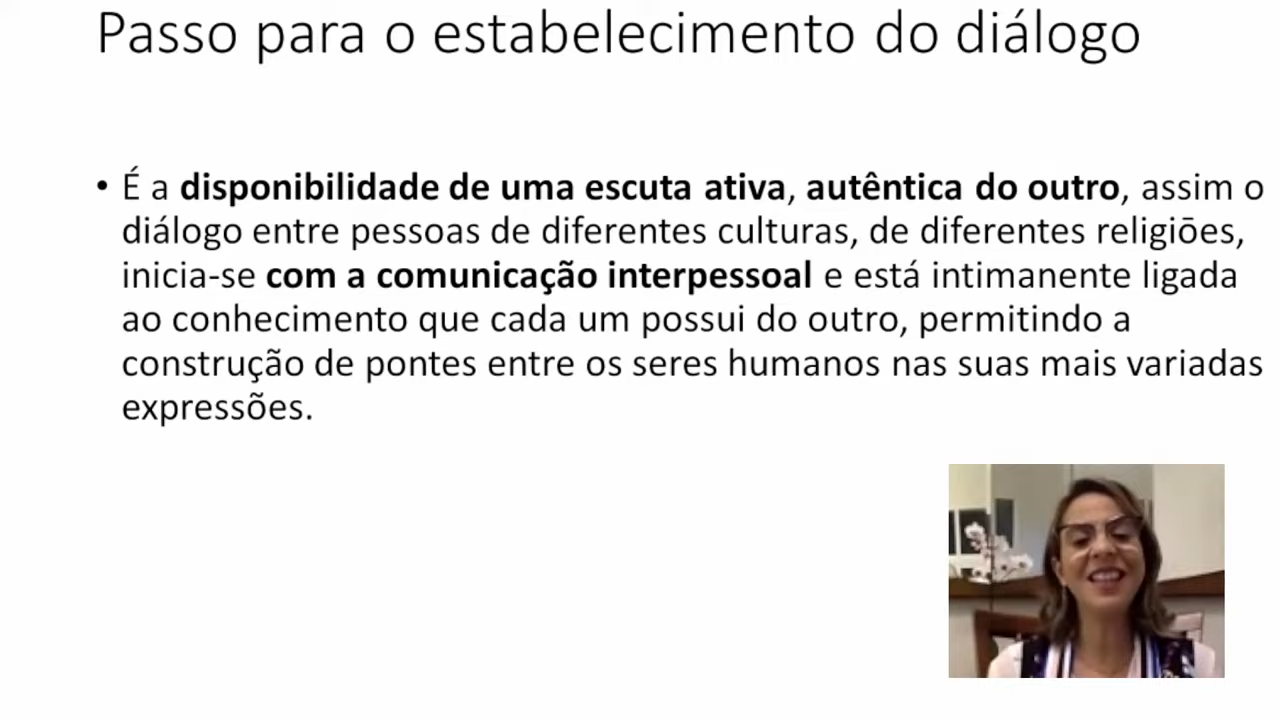 Passo para o estabelecimento do diálogo
• É a disponibilidade de uma escuta ativa, autêntica do outro, assim o
diálogo entre pessoas de diferentes culturas, de diferentes religiões,
inicia-se com a comunicação interpessoal e está intimanente ligada
ao conhecimento que cada um possui do outro, permitindo a
construção de pontes entre os seres humanos nas suas mais variadas
expressões.